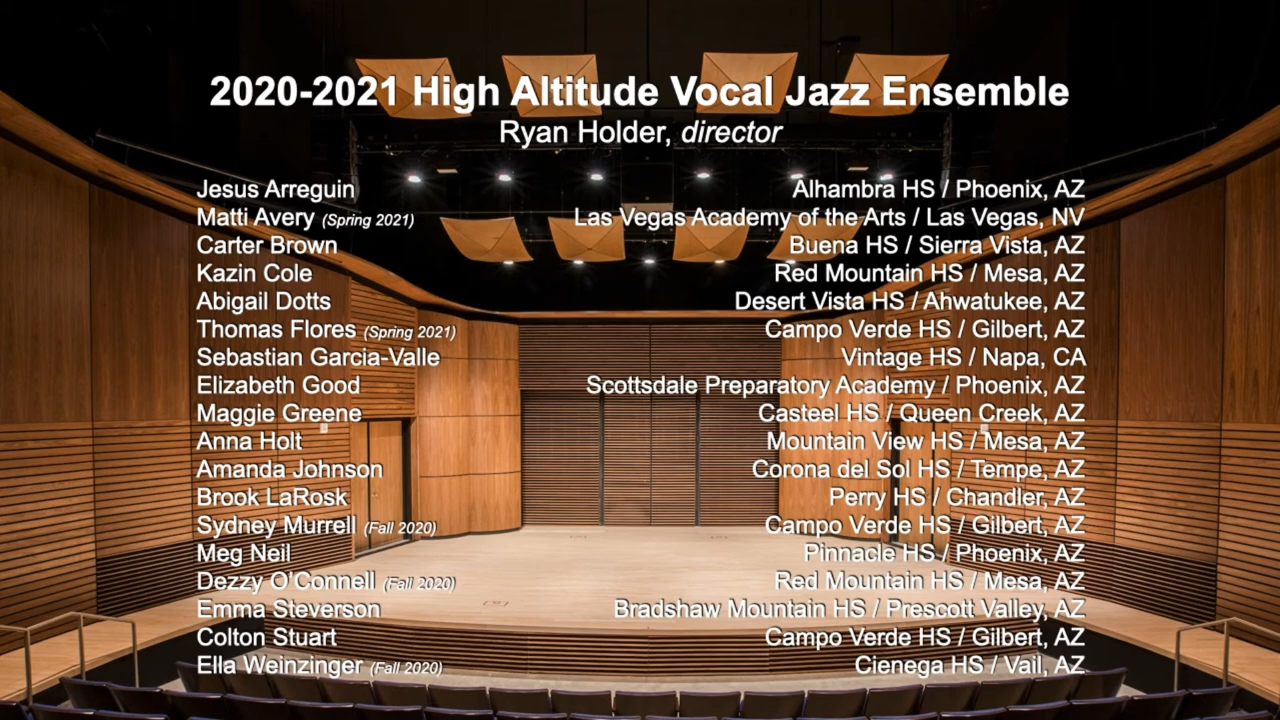 2020-2021 High Altitude Vocal Jazz Ensemble
Ryan Holder, director
Jesus Arreguin Alhambra HS / Phoenix, AZ
Matti Avery (Spring 2021) Las Vegas Academy of the Arts / Las Vegas, NV
Carter Brown Buena HS / Sierra Vista, AZ
Kazin Cole Red Mountain HS / Mesa, AZ
Abigail Dotts Desert Vista HS / Ahwatukee, AZ
Thomas Flores (Spring 2021) Campo Verde HS / Gilbert, AZ
Sebastian Garcia-Valle Vintage HS / Napa, CA
Elizabeth Good Scottsdale Preparatory Academy / Phoenix, AZ
Maggie Greene Casteel HS / Queen Creek, AZ
Anna Holt Mountain View HS / Mesa, AZ
Amanda Johnson Corona del Sol HS / Tempe, AZ
Brook LaRosk Perry HS / Chandler, AZ
Sydney Murrell (Fall 2020) Campo Verde HS / Gilbert, AZ
Meg Neil Pinnacle HS / Phoenix, AZ
Dezzy O'Connell (Fall 2020) Red Mountain HS / Mesa, AZ
Emma Steverson Bradshaw Mountain HS / Prescott Valley, AZ
Colton Stuart Campo Verde HS / Gilbert, AZ
Ella Weinzinger (Fall 2020) Cienega HS / Vail, AZ